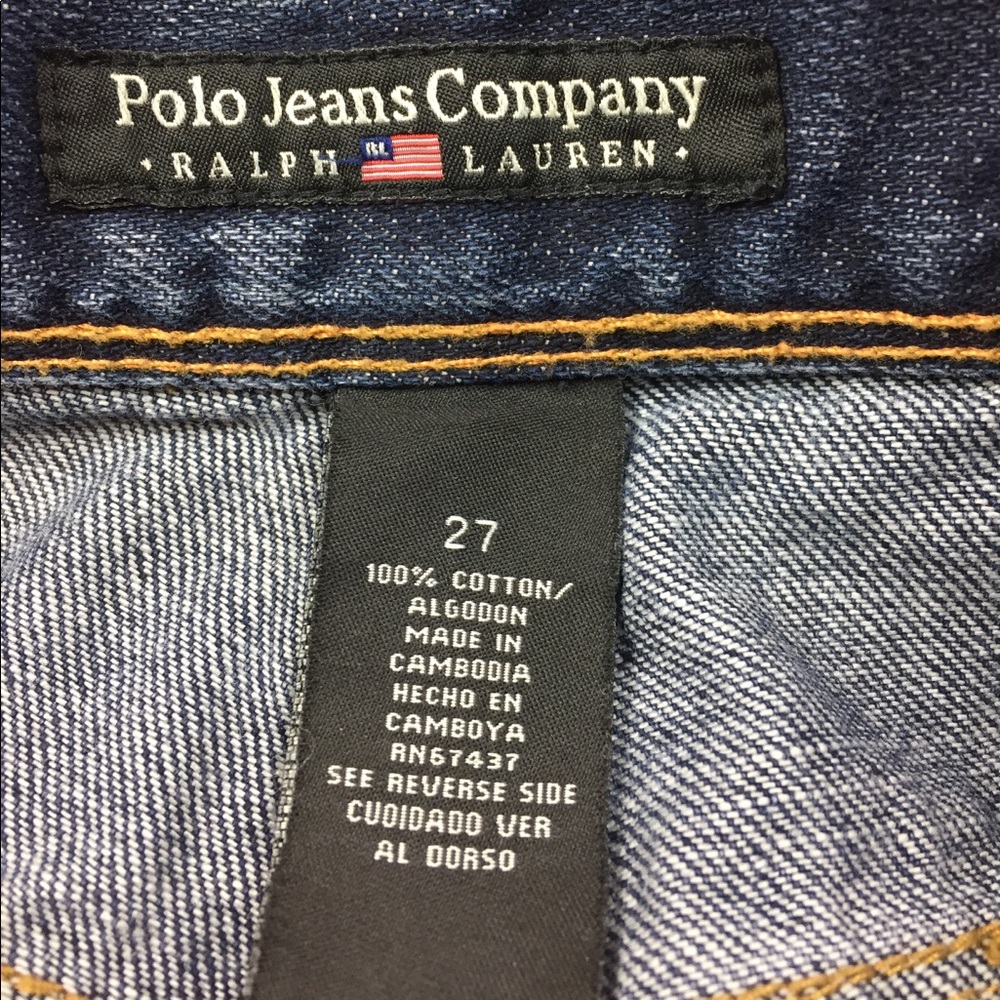 Polo Jeans Company
· RALPH RL LAUREN ·
27
100% COTTON/
ALGODON
MADE IN
CAMBODIA
HECHO EN
CAMBOYA
RN67437
SEE REVERSE SIDE
CUOIDADO VER
AL DORSO